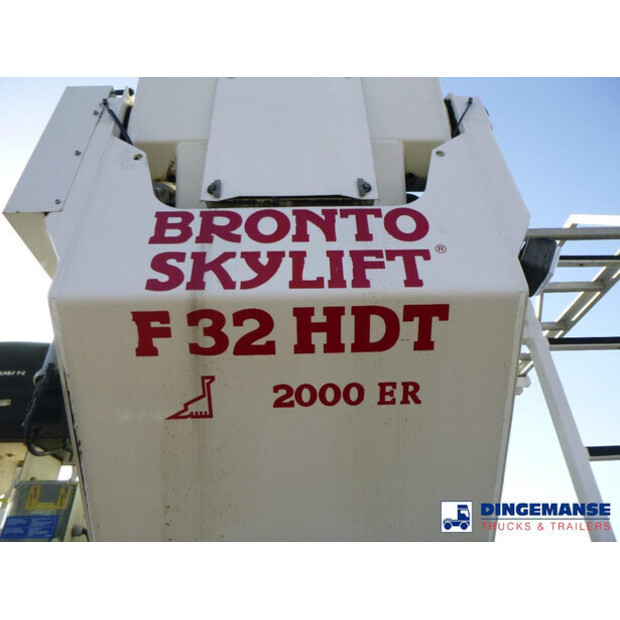 BRONTO
SKYLIFT®
F 32 HDT
2000 ER
DINGEMANSE
TRUCKS & TRAILERS